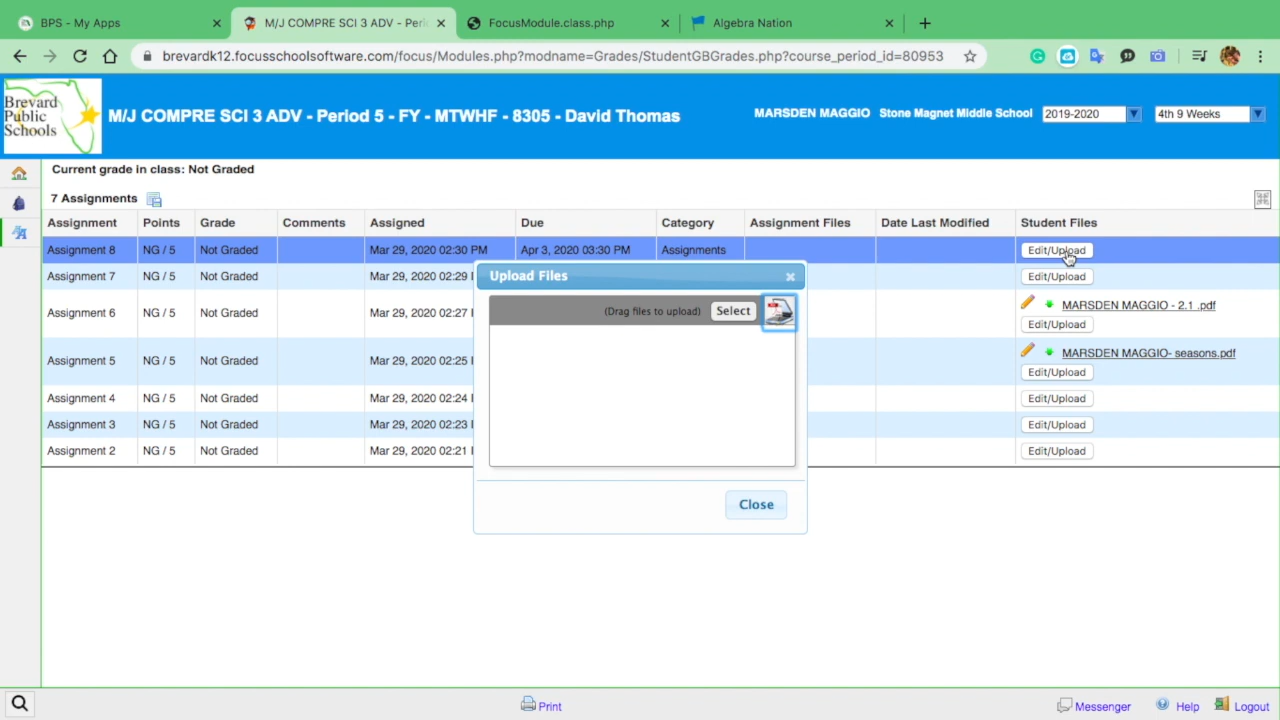 BPS - My Apps
M/J COMPRE SCI 3 ADV - Peri
FocusModule.class.php
Algebra Nation
brevardk12.focusschoolsoftware.com/focus/Modules.php?modname=Grades/StudentGBGrades.php?course_period_id=80953
Brevard
Public
Schools
M/J COMPRE SCI 3 ADV - Period 5 - FY - MTWHF - 8305 - David Thomas
MARSDEN MAGGIO Stone Magnet Middle School 2019-2020 4th 9 Weeks
Current grade in class: Not Graded
7 Assignments
Assignment Points Grade Comments Assigned Due Category Assignment Files Date Last Modified Student Files
Assignment 8 NG / 5 Not Graded Mar 29, 2020 02:30 PM Apr 3, 2020 03:30 PM Assignments Edit/Upload
Assignment 7 NG / 5 Not Graded Mar 29, 2020 02:29 Edit/Upload
Assignment 6 NG / 5 Not Graded Mar 29, 2020 02:27 MARSDEN MAGGIO - 2.1 .pdf
Edit/Upload
Assignment 5 NG / 5 Not Graded Mar 29, 2020 02:25 MARSDEN MAGGIO- seasons.pdf
Edit/Upload
Assignment 4 NG / 5 Not Graded Mar 29, 2020 02:24 Edit/Upload
Assignment 3 NG / 5 Not Graded Mar 29, 2020 02:23 Edit/Upload
Assignment 2 NG / 5 Not Graded Mar 29, 2020 02:21 Edit/Upload
Upload Files
(Drag files to upload) Select
Close
Print
Messenger Help Logout